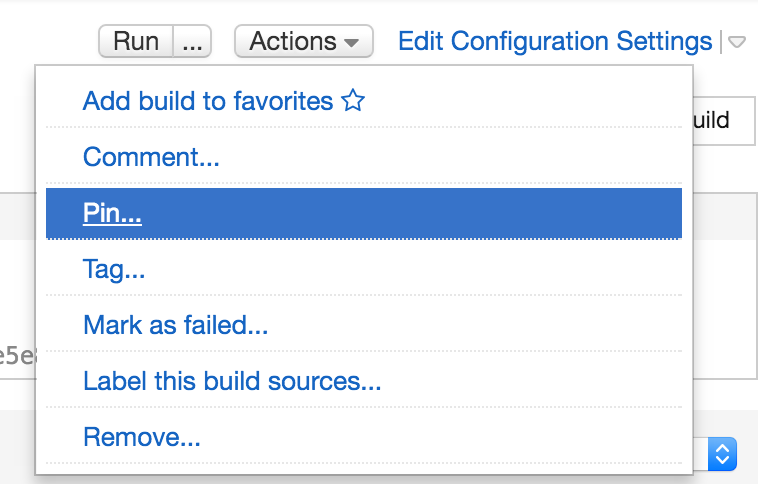 Run ... Actions Edit Configuration Settings
Add build to favorites
uild
Comment...
Pin...
Tag...
Mark as failed...
e5e
Label this build sources...
Remove...